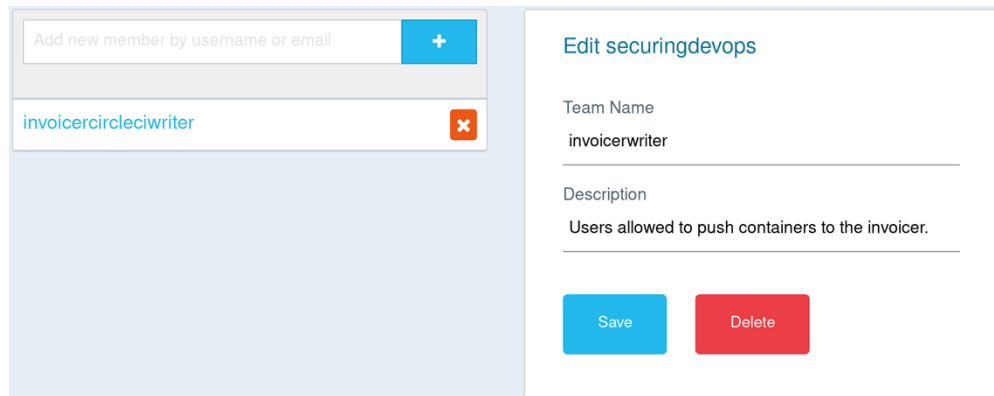 Add new member by username or email
invoicercircleciwriter
Edit securingdevops
Team Name
invoicerwriter
Description
Users allowed to push containers to the invoicer.
Save
Delete